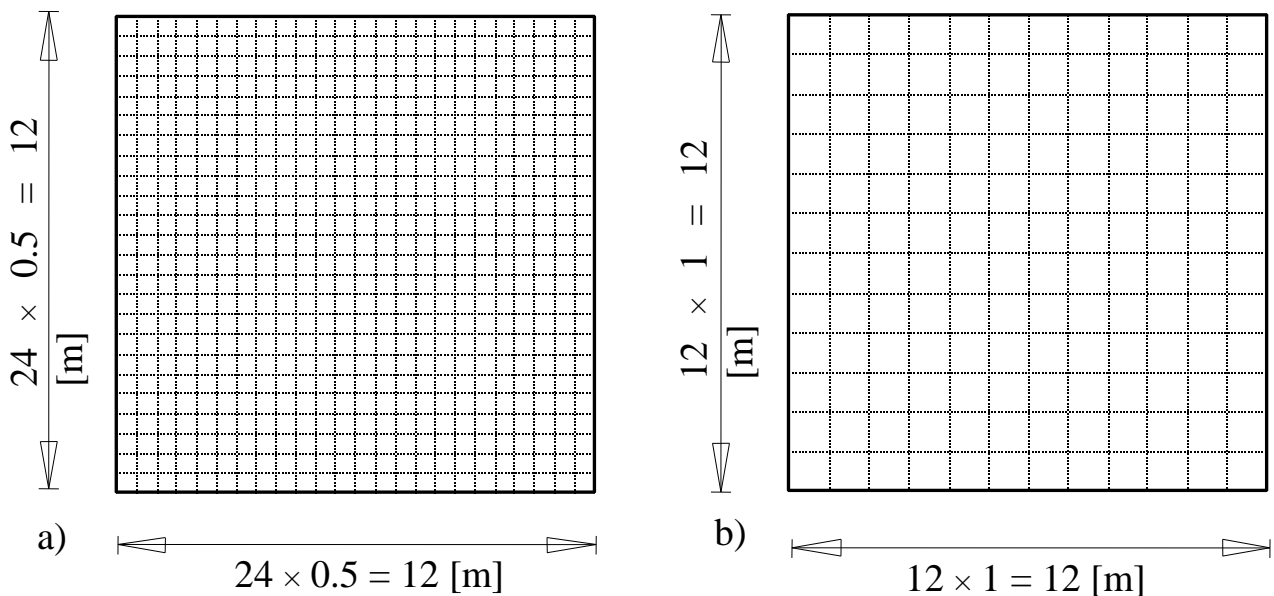 24 × 0.5 = 12
[m]
a)
24 × 0.5 = 12 [m]
12 × 1 = 12
[m]
b)
12 × 1 = 12 [m]